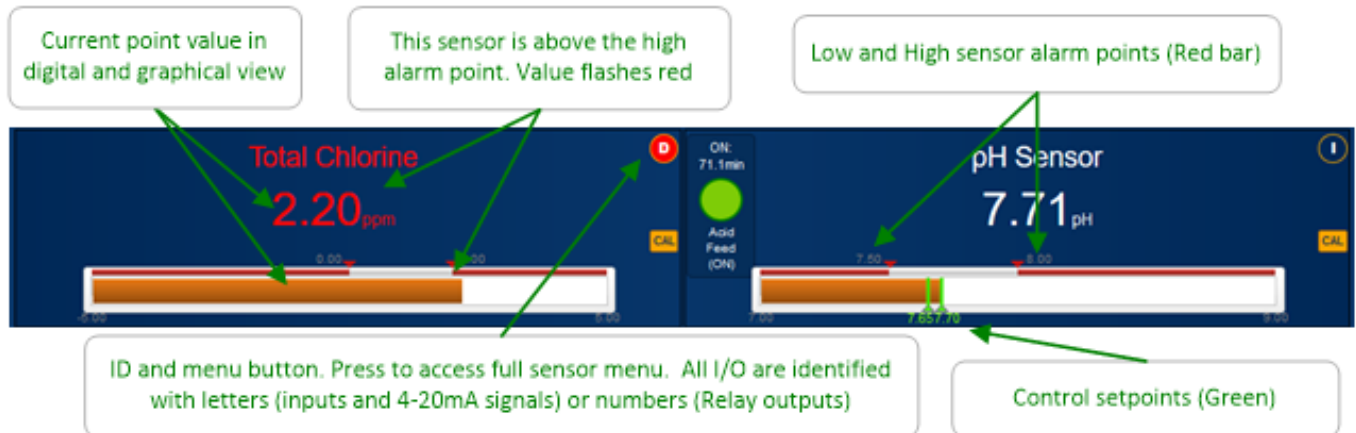 Current point value in
digital and graphical view
This sensor is above the high
alarm point. Value flashes red
Low and High sensor alarm points (Red bar)
Total Chlorine
2.20 ppm
D
CAL
0.00
-5.00
5.00
ON:
71.1min
Acid
Feed
(ON)
pH Sensor
7.71 pH
I
CAL
7.50
8.00
7.00
7.65 7.70
9.00
ID and menu button. Press to access full sensor menu. All I/O are identified
with letters (inputs and 4-20mA signals) or numbers (Relay outputs)
Control setpoints (Green)